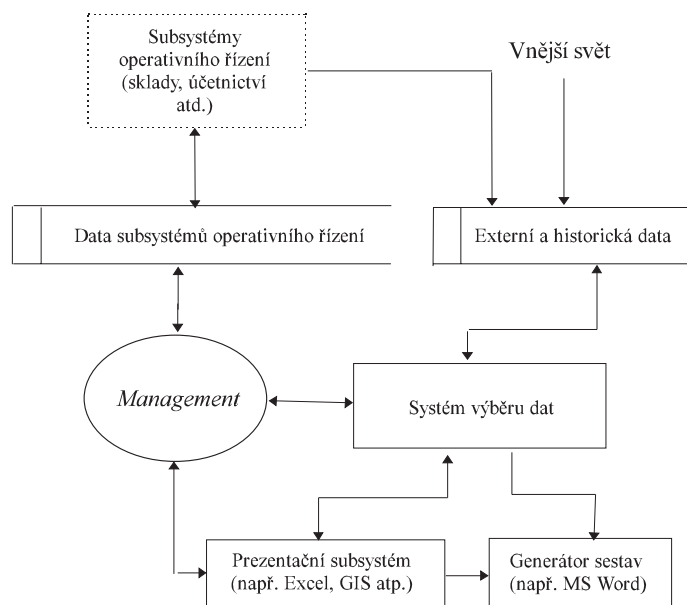 Subsystémy
operativního řízení
(sklady, účetnictví
atd.)
Vnější svět
Data subsystémů operativního řízení
Externí a historická data
Management
Systém výběru dat
Prezentační subsystém
(např. Excel, GIS atp.)
Generátor sestav
(např. MS Word)